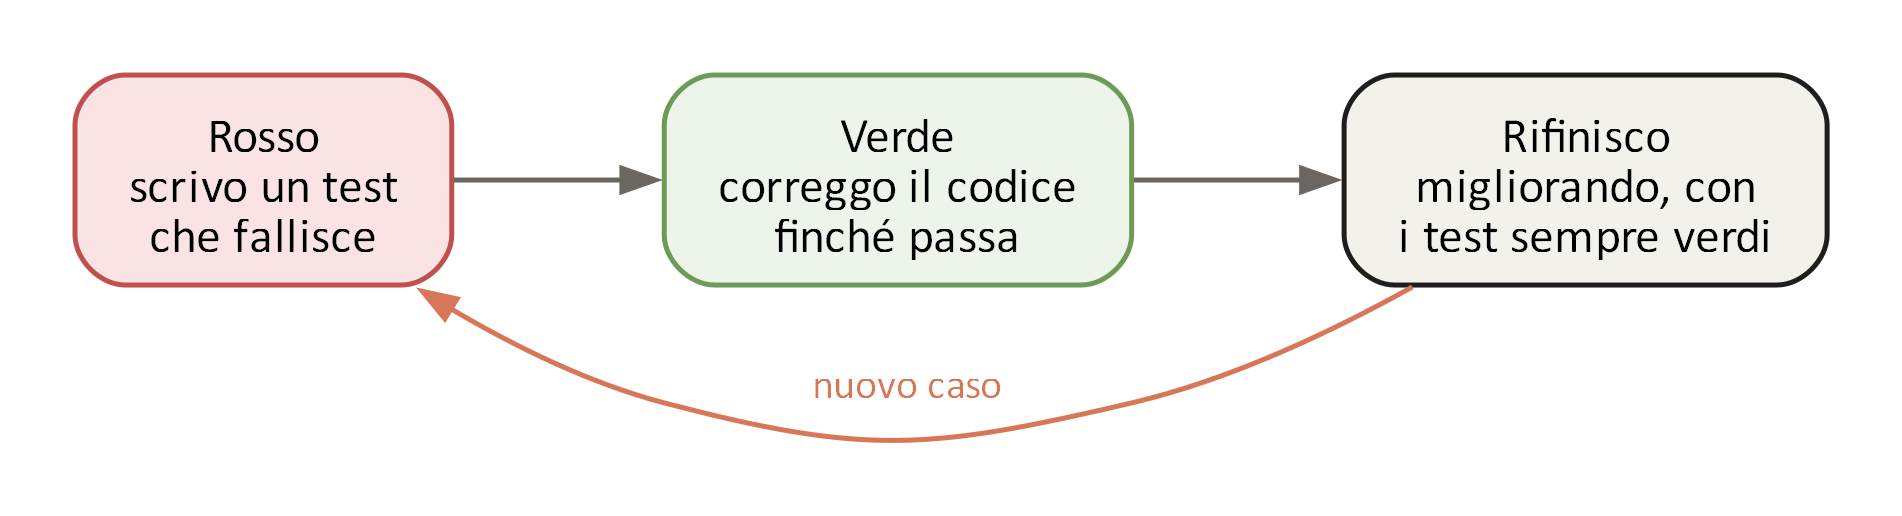 Rosso
scrivo un test
che fallisce
Verde
correggo il codice
finché passa
Rifinisco
migliorando, con
i test sempre verdi
nuovo caso